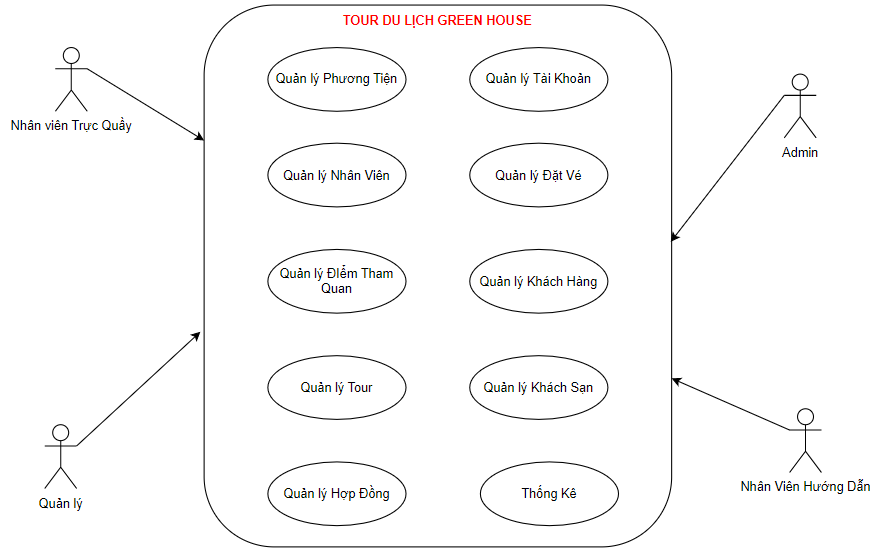 TOUR DU LỊCH GREEN HOUSE
Quản lý Phương Tiện
Quản lý Tài Khoản
Nhân viên Trực Quầy
Admin
Quản lý Nhân Viên
Quản lý Đặt Vé
Quản lý ĐIểm Tham
Quan
Quản lý Khách Hàng
Quản lý Tour
Quản lý Khách Sạn
Quản lý
Nhân Viên Hướng Dẫn
Quản lý Hợp Đồng
Thống Kê